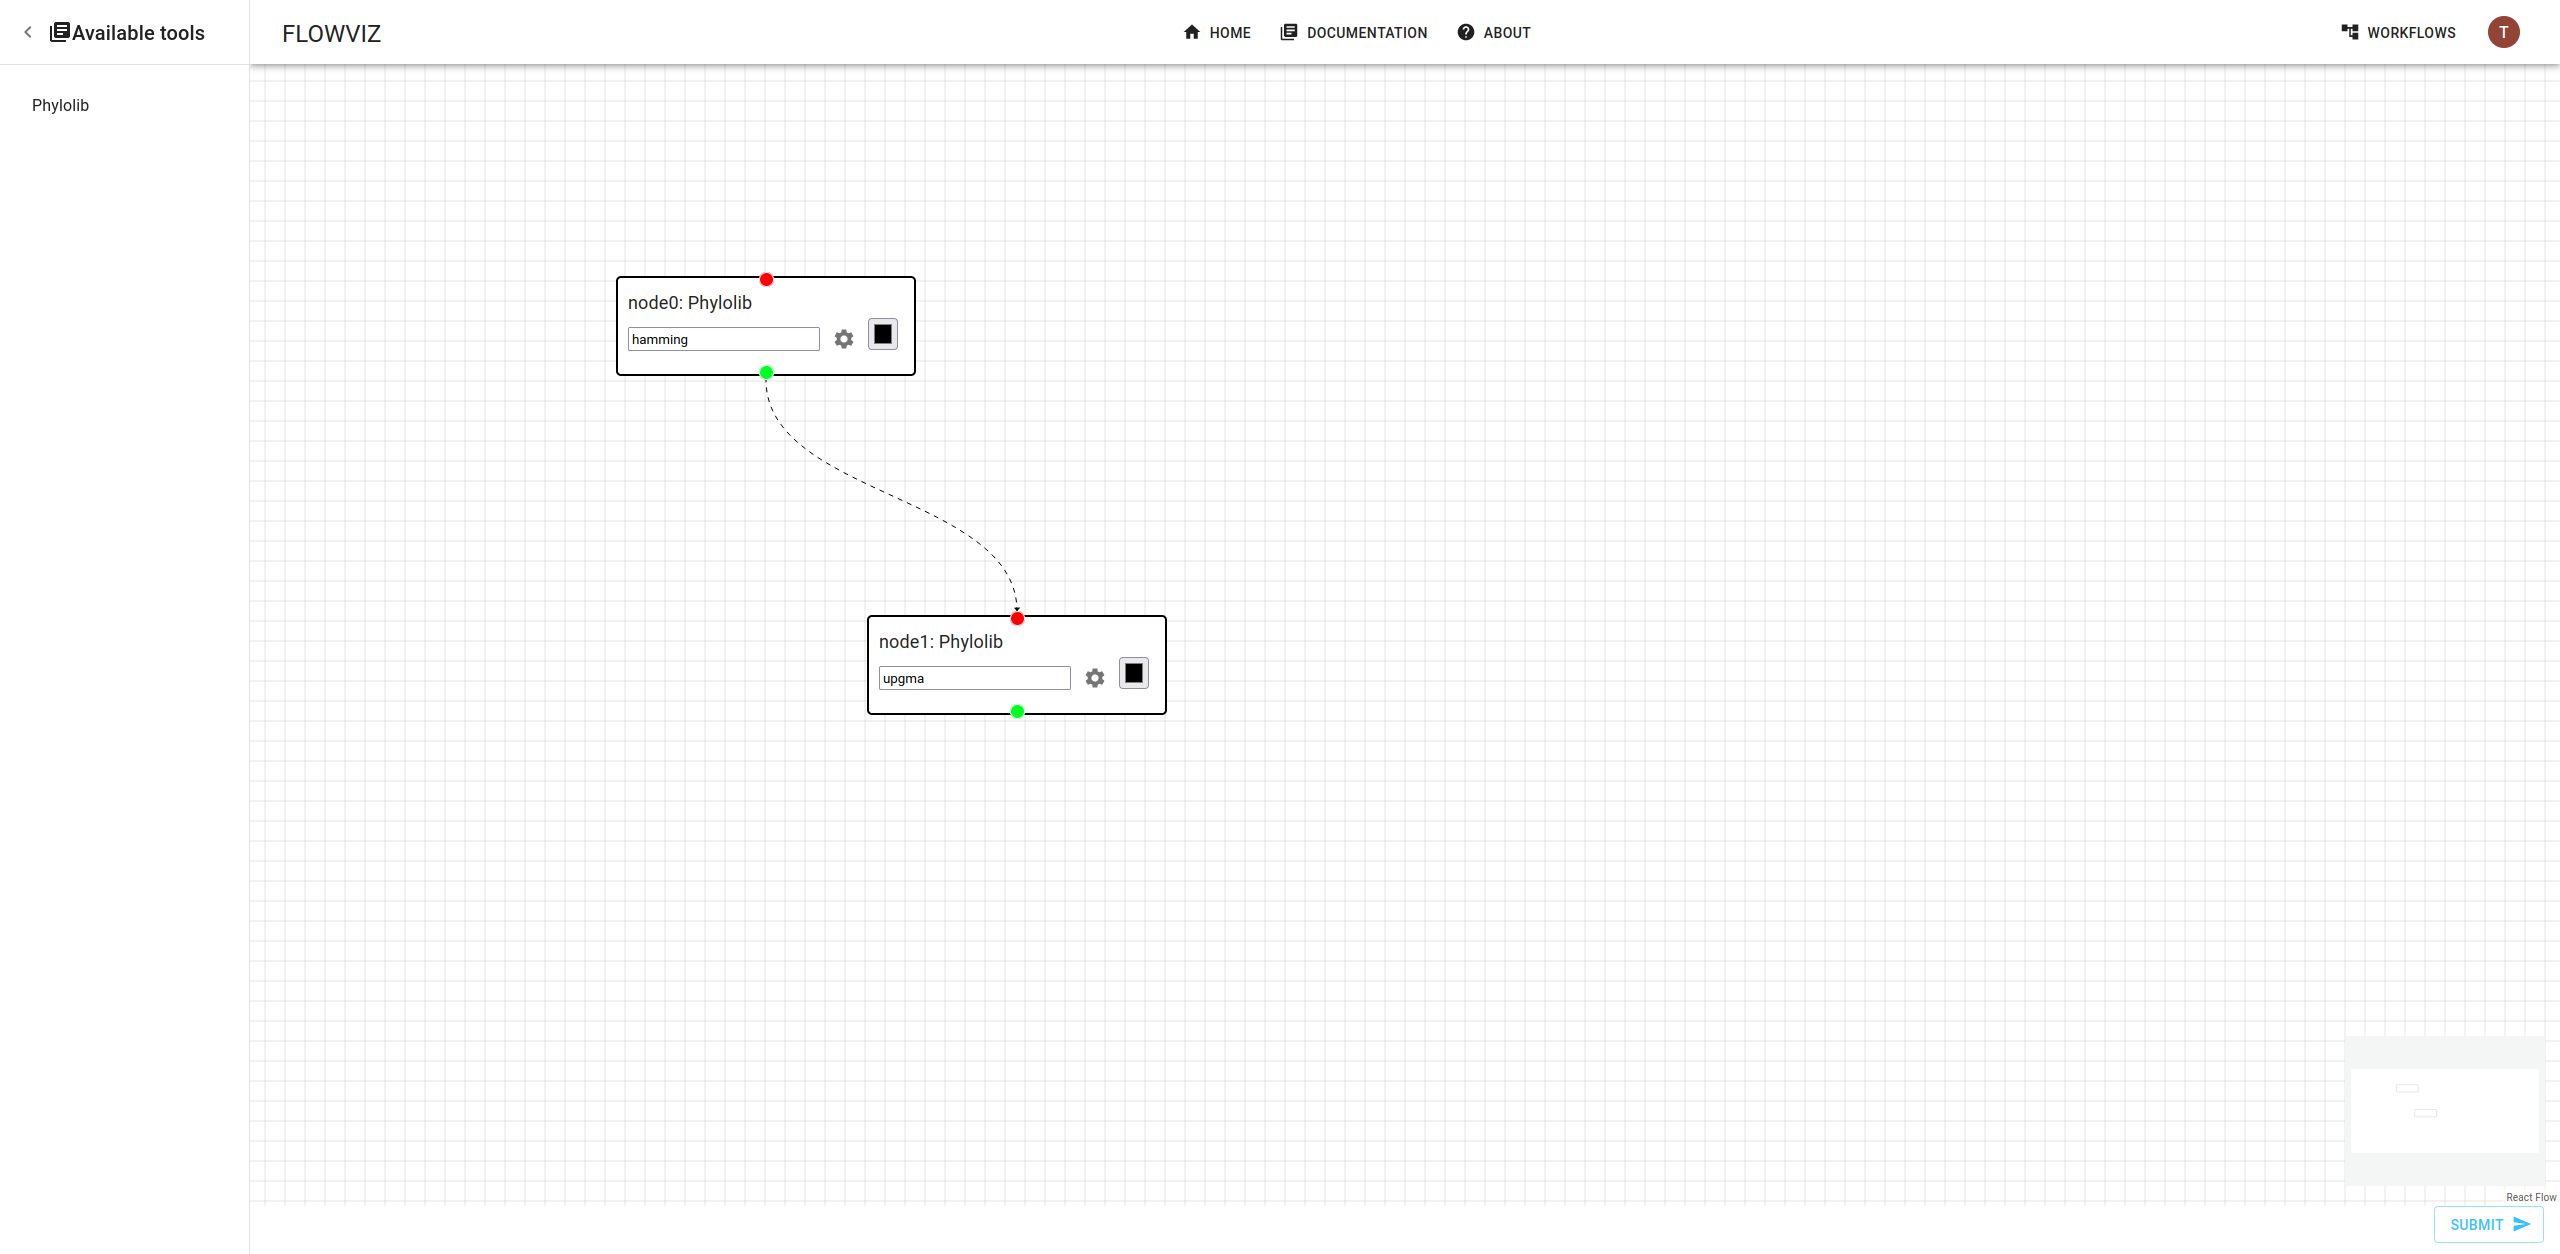 Available tools
FLOWVIZ
HOME
DOCUMENTATION
ABOUT
WORKFLOWS
T
Phylolib
node0: Phylolib
hamming
node1: Phylolib
upgma
React Flow
SUBMIT